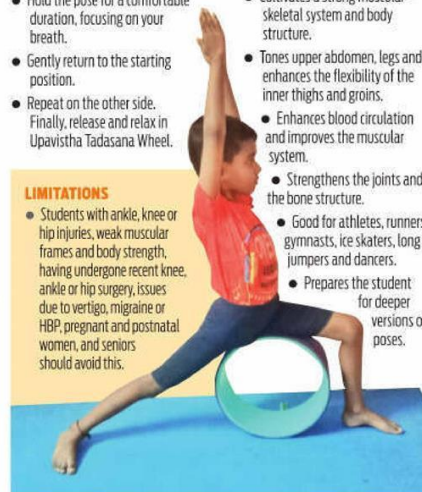 Hold the pose for a comfortable
duration, focusing on your
breath.
Gently return to the starting
position.
Repeat on the other side.
Finally, release and relax in
Upavistha Tadasana Wheel.
LIMITATIONS
Students with ankle, knee or
hip injuries, weak muscular
frames and body strength,
having undergone recent knee,
ankle or hip surgery, issues
due to vertigo, migraine or
HBP, pregnant and postnatal
women, and seniors
should avoid this.
skeletal system and body
structure.
Tones upper abdomen, legs and
enhances the flexibility of the
inner thighs and groins.
Enhances blood circulation
and improves the muscular
system.
Strengthens the joints and
the bone structure.
Good for athletes, runners
gymnasts, ice skaters, long
jumpers and dancers.
Prepares the student
for deeper
versions
poses.